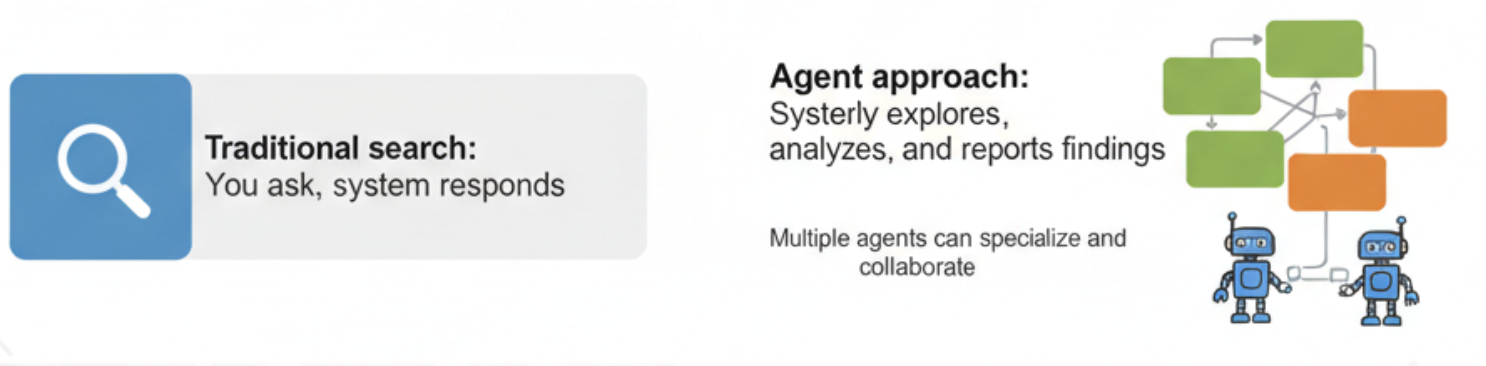 Traditional search:
You ask, system responds
Agent approach:
Systerly explores,
analyzes, and reports findings
Multiple agents can specialize and
collaborate